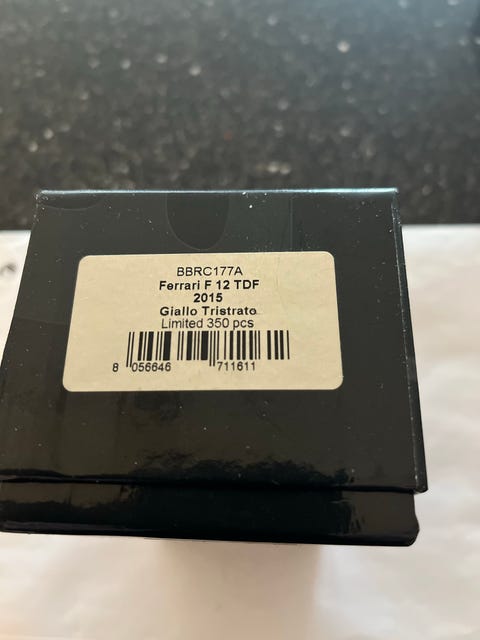 BBRC177A
Ferrari F 12 TDF
2015
Giallo Tristrato
Limited 350 pcs
8 056646 711611